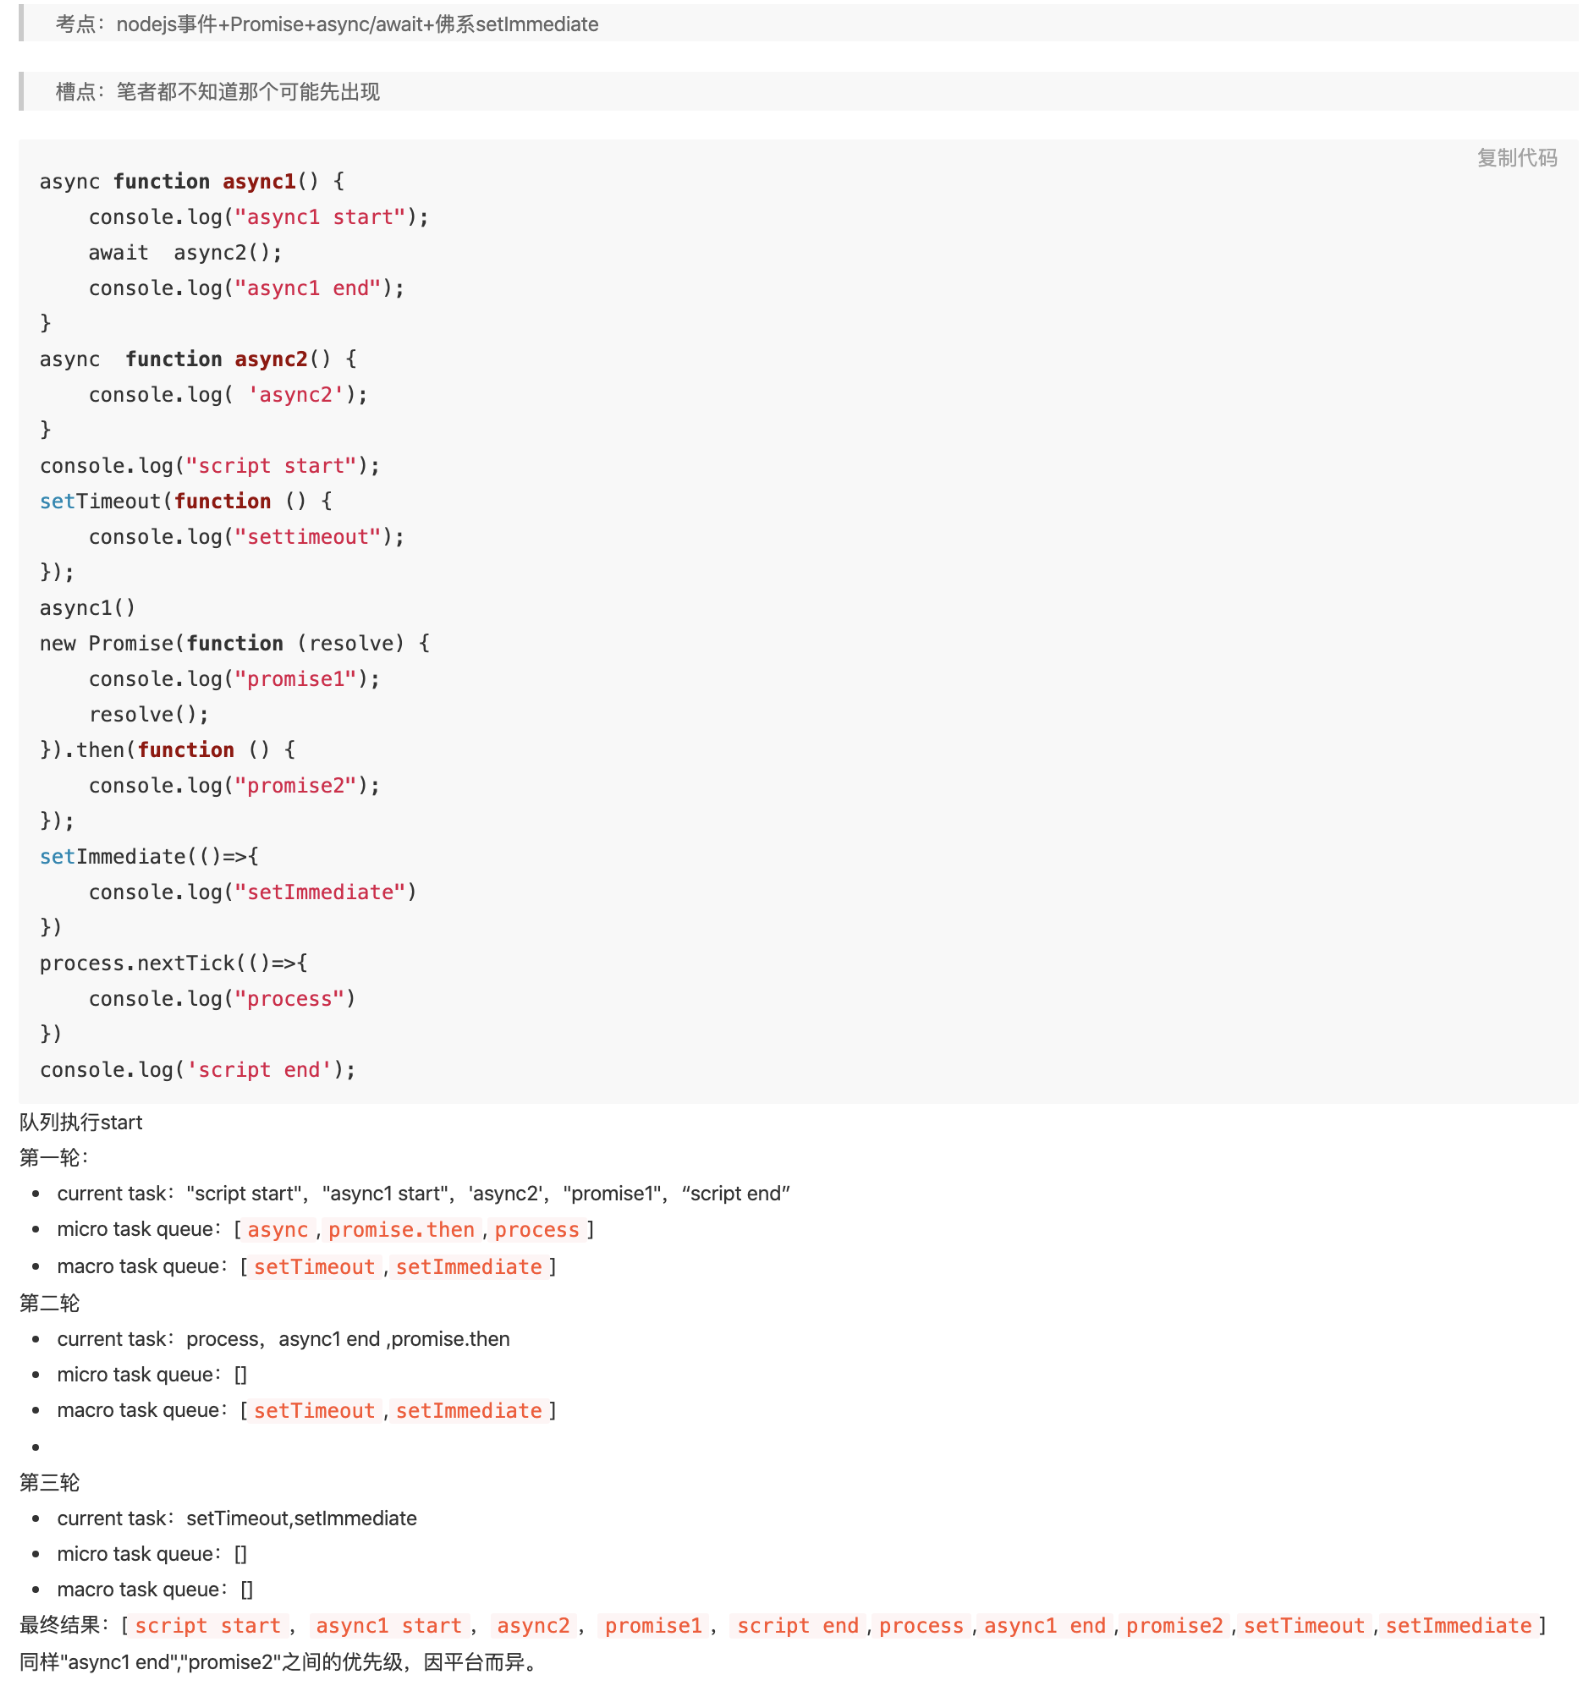 考点：nodejs事件+Promise+async/await+佛系setImmediate
槽点：笔者都不知道那个可能先出现
复制代码
async function async1() {
    console.log("async1 start");
    await  async2();
    console.log("async1 end");
}
async  function async2() {
    console.log( 'async2');
}
console.log("script start");
setTimeout(function () {
    console.log("settimeout");
});
async1()
new Promise(function (resolve) {
    console.log("promise1");
    resolve();
}).then(function () {
    console.log("promise2");
});
setImmediate(()=>{
    console.log("setImmediate")
})
process.nextTick(()=>{
    console.log("process")
})
console.log('script end');
队列执行start
第一轮：
• current task："script start"，"async1 start"，'async2'，"promise1"，“script end”
• micro task queue：[async,promise.then,process]
• macro task queue：[setTimeout,setImmediate]
第二轮
• current task：process，async1 end ,promise.then
• micro task queue：[]
• macro task queue：[setTimeout,setImmediate]
•
第三轮
• current task：setTimeout,setImmediate
• micro task queue：[]
• macro task queue：[]
最终结果：[script start， async1 start， async2， promise1， script end,process,async1 end,promise2,setTimeout,setImmediate]
同样"async1 end","promise2"之间的优先级，因平台而异。